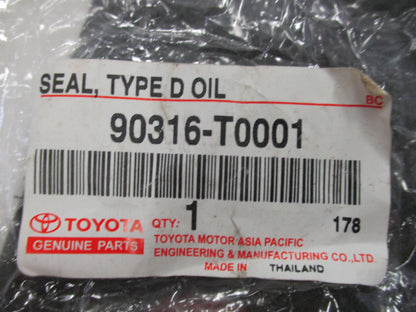 SEAL, TYPE D OIL
BC
90316-T0001
TOYOTA QTY: 1 178
GENUINE PARTS
TOYOTA MOTOR ASIA PACIFIC
ENGINEERING & MANUFACTURING CO.,LTD.
MADE IN THAILAND